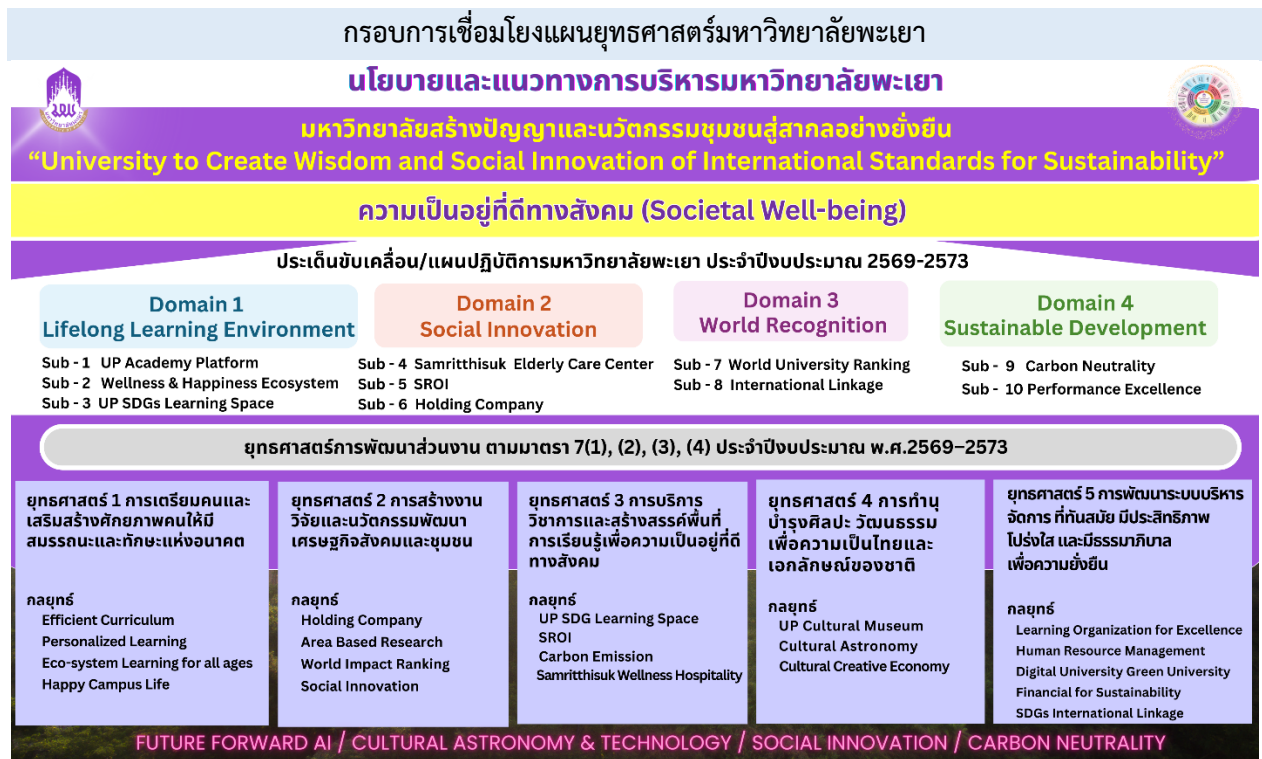 กรอบการเชื่อมโยงแผนยุทธศาสตร์มหาวิทยาลัยพะเยา
นโยบายและแนวทางการบริหารมหาวิทยาลัยพะเยา
มหาวิทยาลัยสร้างปัญญาและนวัตกรรมชุมชนสู่สากลอย่างยั่งยืน
“University to Create Wisdom and Social Innovation of International Standards for Sustainability”
ความเป็นอยู่ที่ดีทางสังคม (Societal Well-being)
ประเด็นขับเคลื่อน/แผนปฏิบัติการมหาวิทยาลัยพะเยา ประจำปีงบประมาณ 2569-2573
Domain 1
Lifelong Learning Environment
Sub - 1 UP Academy Platform
Sub - 2 Wellness & Happiness Ecosystem
Sub - 3 UP SDGs Learning Space
Domain 2
Social Innovation
Sub - 4 Samritthisuk Elderly Care Center
Sub - 5 SROI
Sub - 6 Holding Company
Domain 3
World Recognition
Sub - 7 World University Ranking
Sub - 8 International Linkage
Domain 4
Sustainable Development
Sub - 9 Carbon Neutrality
Sub - 10 Performance Excellence
ยุทธศาสตร์การพัฒนาส่วนงาน ตามมาตรา 7(1), (2), (3), (4) ประจำปีงบประมาณ พ.ศ.2569–2573
ยุทธศาสตร์ 1 การเตรียมคนและ
เสริมสร้างศักยภาพคนให้มี
สมรรถนะและทักษะแห่งอนาคต
กลยุทธ์
Efficient Curriculum
Personalized Learning
Eco-system Learning for all ages
Happy Campus Life
ยุทธศาสตร์ 2 การสร้างงาน
วิจัยและนวัตกรรมพัฒนา
เศรษฐกิจสังคมและชุมชน
กลยุทธ์
Holding Company
Area Based Research
World Impact Ranking
Social Innovation
ยุทธศาสตร์ 3 การบริการ
วิชาการและสร้างสรรค์พื้นที่
การเรียนรู้เพื่อความเป็นอยู่ที่ดี
ทางสังคม
กลยุทธ์
UP SDG Learning Space
SROI
Carbon Emission
Samritthisuk Wellness Hospitality
ยุทธศาสตร์ 4 การทำนุ
บำรุงศิลปะ วัฒนธรรม
เพื่อความเป็นไทยและ
เอกลักษณ์ของชาติ
กลยุทธ์
UP Cultural Museum
Cultural Astronomy
Cultural Creative Economy
ยุทธศาสตร์ 5 การพัฒนาระบบบริหาร
จัดการ ที่ทันสมัย มีประสิทธิภาพ
โปร่งใส และมีธรรมาภิบาล
เพื่อความยั่งยืน
กลยุทธ์
Learning Organization for Excellence
Human Resource Management
Digital University Green University
Financial for Sustainability
SDGs International Linkage
FUTURE FORWARD AI / CULTURAL ASTRONOMY & TECHNOLOGY / SOCIAL INNOVATION / CARBON NEUTRALITY